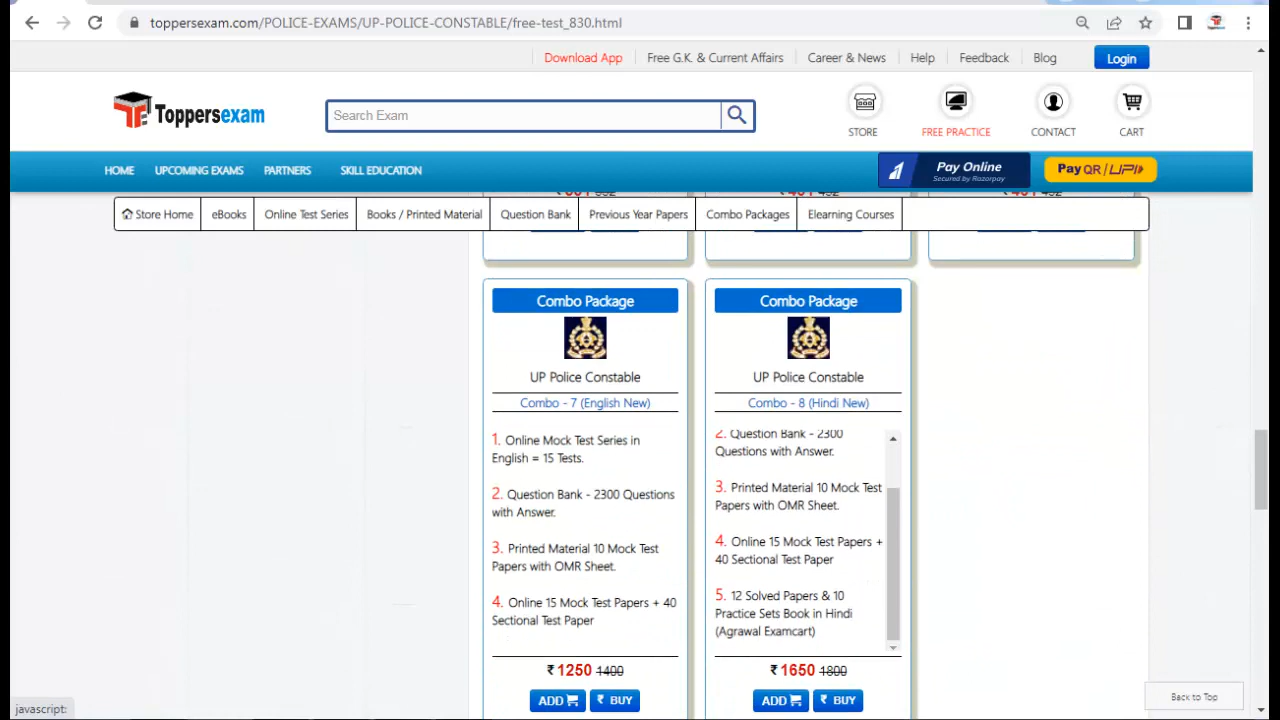 toppersexam.com/POLICE-EXAMS/UP-POLICE-CONSTABLE/free-test_830.html
Download App
Free G.K. & Current Affairs
Career & News
Help
Feedback
Blog
Login
Toppersexam
Search Exam
STORE
FREE PRACTICE
CONTACT
CART
HOME
UPCOMING EXAMS
PARTNERS
SKILL EDUCATION
Pay Online
Secured by Razorpay
Pay QR / UPI
Store Home
eBooks
Online Test Series
Books / Printed Material
Question Bank
Previous Year Papers
Combo Packages
Elearning Courses
Combo Package
UP Police Constable
Combo - 7 (English New)
1. Online Mock Test Series in
English = 15 Tests.
2. Question Bank - 2300 Questions
with Answer.
3. Printed Material 10 Mock Test
Papers with OMR Sheet.
4. Online 15 Mock Test Papers + 40
Sectional Test Paper
₹ 1250 1400
ADD
₹ BUY
Combo Package
UP Police Constable
Combo - 8 (Hindi New)
2. Question Bank - 2300
Questions with Answer.
3. Printed Material 10 Mock Test
Papers with OMR Sheet.
4. Online 15 Mock Test Papers +
40 Sectional Test Paper
5. 12 Solved Papers & 10
Practice Sets Book in Hindi
(Agrawal Examcart)
₹ 1650 1800
ADD
₹ BUY
Back to Top
javascript: